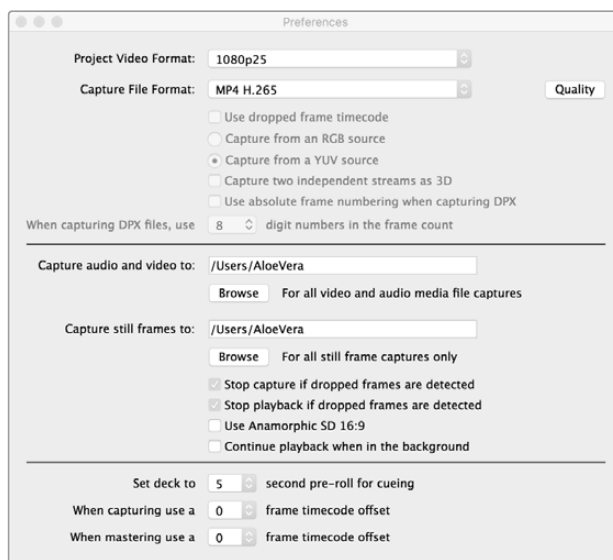 Preferences
Project Video Format: 1080p25
Capture File Format: MP4 H.265 Quality
Use dropped frame timecode
Capture from an RGB source
Capture from a YUV source
Capture two independent streams as 3D
Use absolute frame numbering when capturing DPX
When capturing DPX files, use 8 digit numbers in the frame count
Capture audio and video to: /Users/AloeVera
Browse For all video and audio media file captures
Capture still frames to: /Users/AloeVera
Browse For all still frame captures only
Stop capture if dropped frames are detected
Stop playback if dropped frames are detected
Use Anamorphic SD 16:9
Continue playback when in the background
Set deck to 5 second pre-roll for cueing
When capturing use a 0 frame timecode offset
When mastering use a 0 frame timecode offset